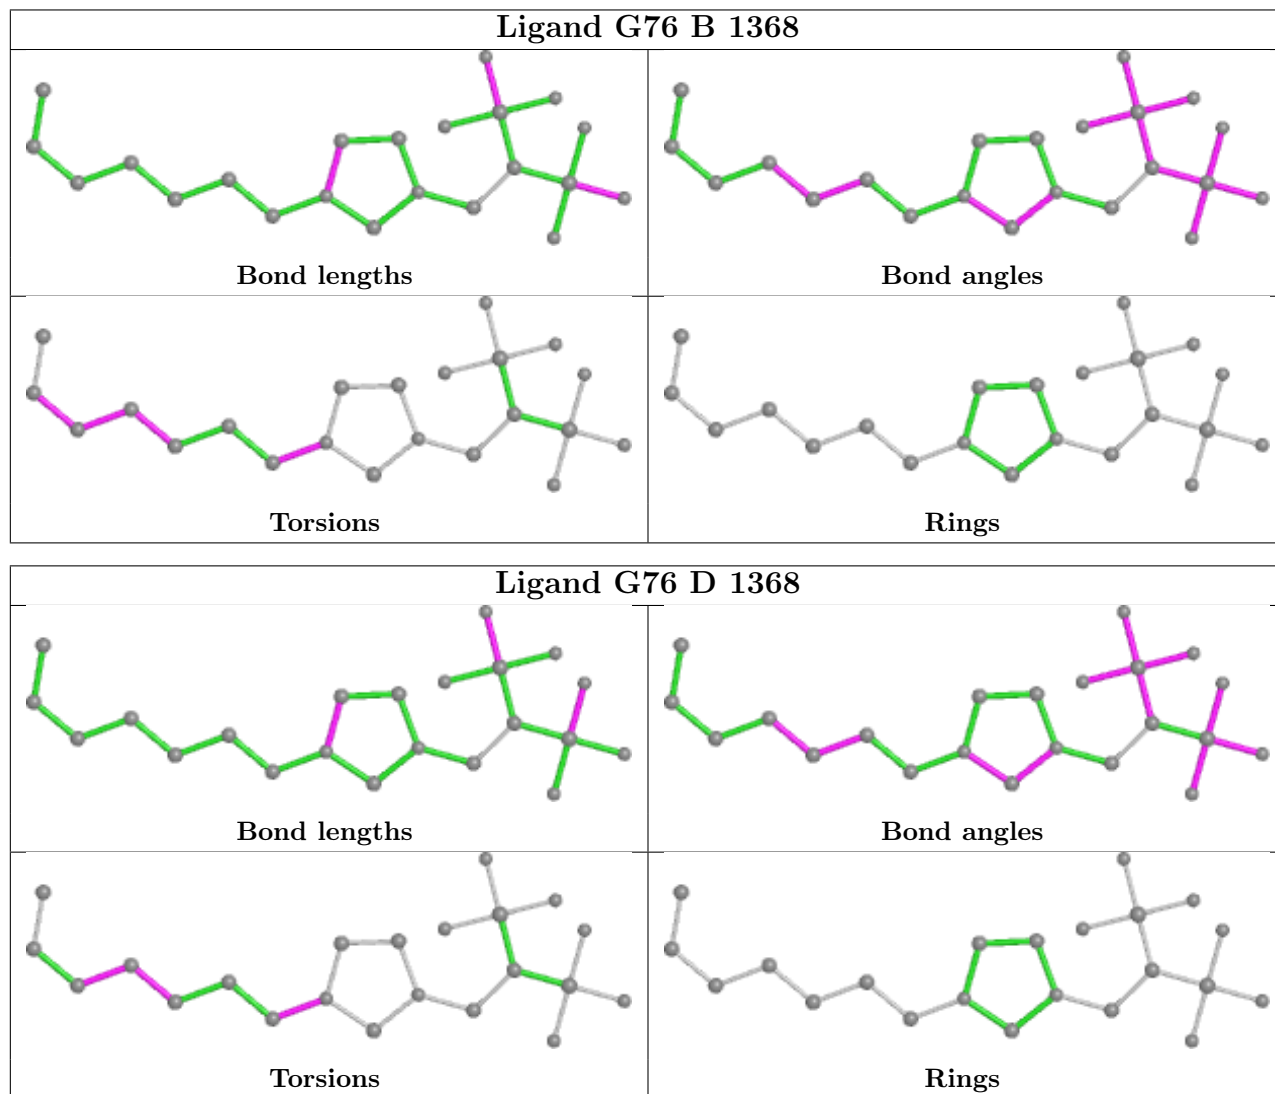 Ligand G76 B 1368
Bond lengths
Bond angles
Torsions
Rings
Ligand G76 D 1368
Bond lengths
Bond angles
Torsions
Rings